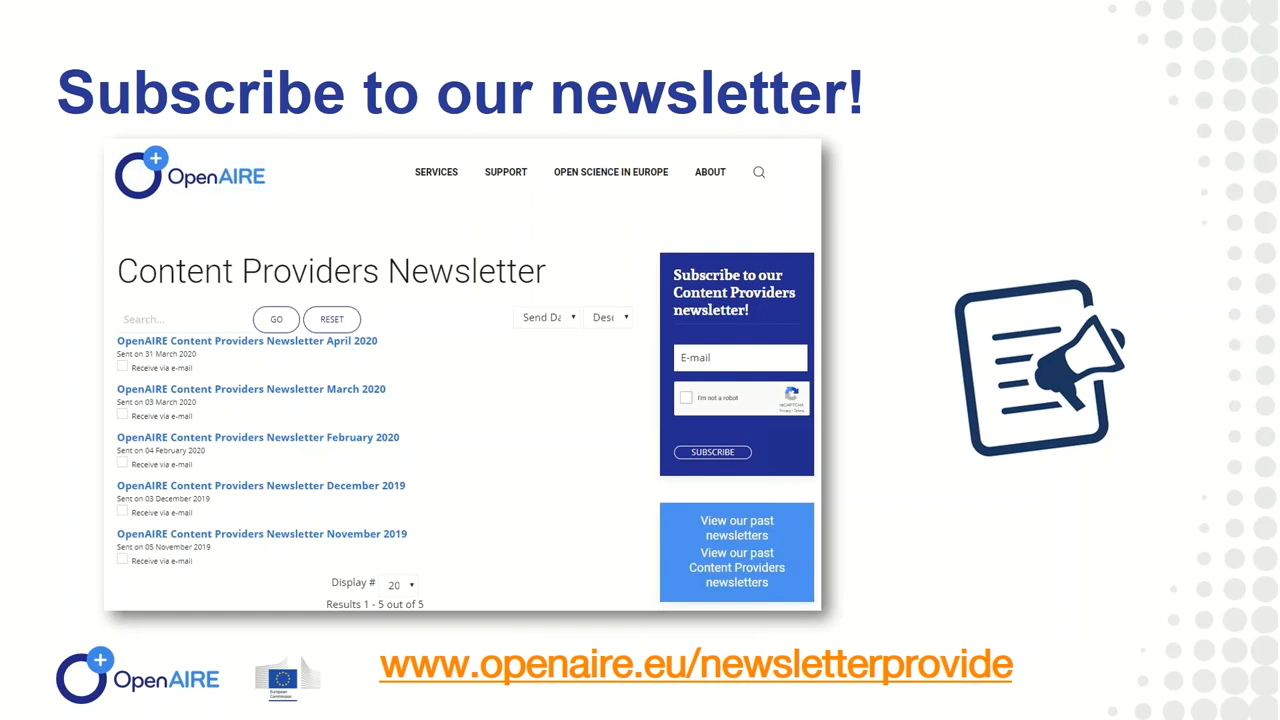 Subscribe to our newsletter!
OpenAIRE
SERVICES SUPPORT OPEN SCIENCE IN EUROPE ABOUT
Content Providers Newsletter
Search... GO RESET Send Da Desc
OpenAIRE Content Providers Newsletter April 2020
Sent on 31 March 2020
Receive via e-mail
OpenAIRE Content Providers Newsletter March 2020
Sent on 03 March 2020
Receive via e-mail
OpenAIRE Content Providers Newsletter February 2020
Sent on 04 February 2020
Receive via e-mail
OpenAIRE Content Providers Newsletter December 2019
Sent on 03 December 2019
Receive via e-mail
OpenAIRE Content Providers Newsletter November 2019
Sent on 05 November 2019
Receive via e-mail
Display # 20
Results 1 - 5 out of 5
Subscribe to our
Content Providers
newsletter!
E-mail
I'm not a robot
reCAPTCHA
Privacy - Terms
SUBSCRIBE
View our past
newsletters
View our past
Content Providers
newsletters
OpenAIRE
European
Commission
www.openaire.eu/newsletterprovide